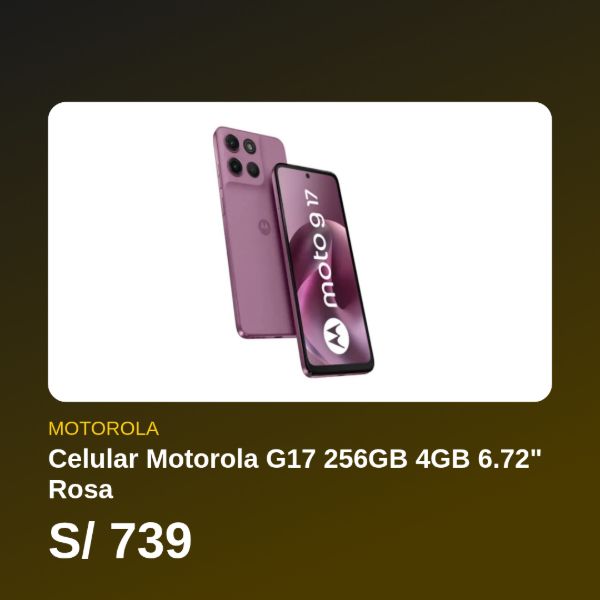 moto g17
MOTOROLA
Celular Motorola G17 256GB 4GB 6.72"
Rosa
S/ 739